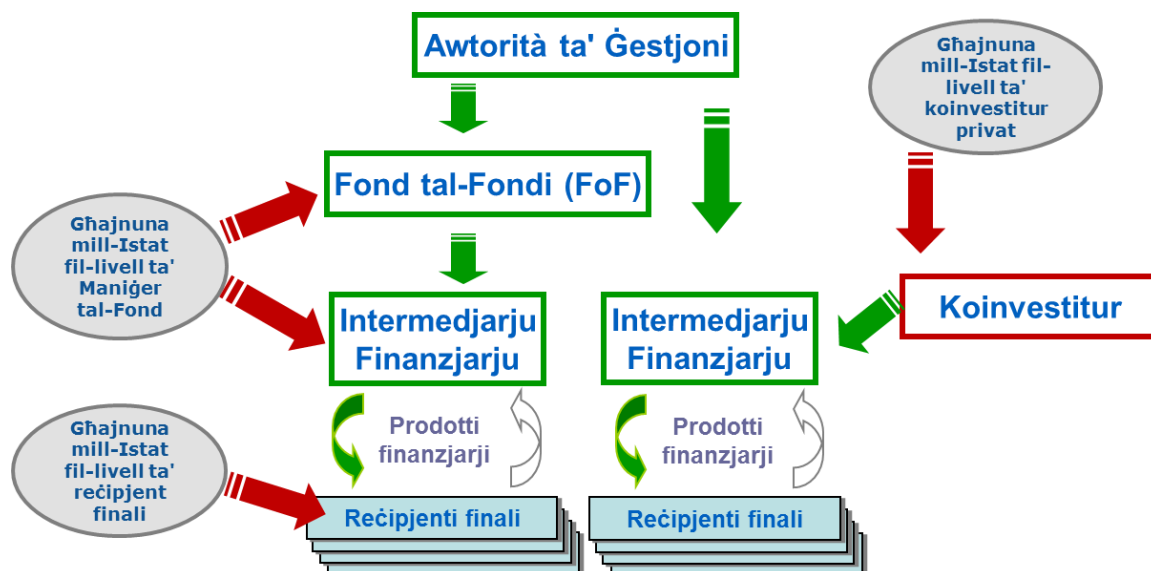 Awtorità ta' Ġestjoni
Għajnuna
mill-Istat fil-
livell ta'
koinvestitur
privat
Fond tal-Fondi (FoF)
Għajnuna
mill-Istat
fil-livell ta'
Maniġer
tal-Fond
Intermedjarju
Finanzjarju
Intermedjarju
Finanzjarju
Koinvestitur
Prodotti
finanzjarji
Prodotti
finanzjarji
Għajnuna
mill-Istat
fil-livell ta'
reċipjent
finali
Reċipjenti finali
Reċipjenti finali